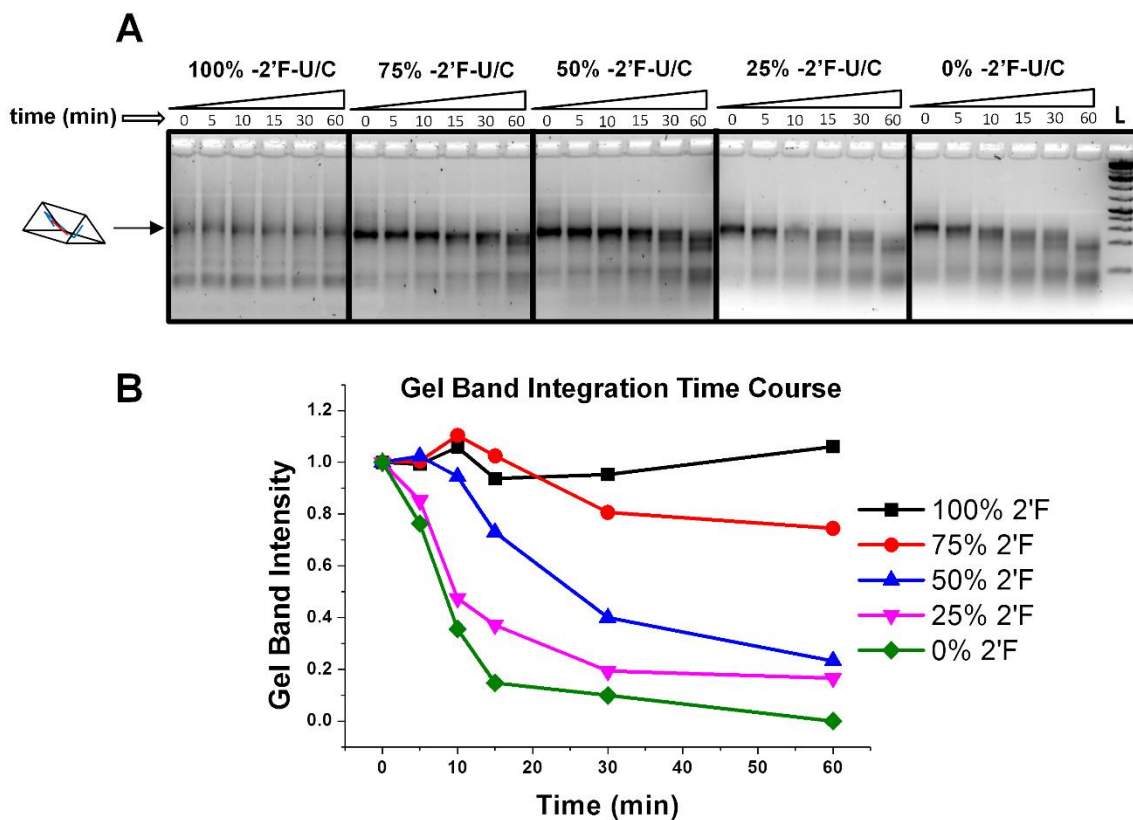 A
100% -2'F-U/C 75% -2'F-U/C 50% -2'F-U/C 25% -2'F-U/C 0% -2'F-U/C
time (min) 0 5 10 15 30 60 0 5 10 15 30 60 0 5 10 15 30 60 0 5 10 15 30 60 0 5 10 15 30 60 L
B
Gel Band Integration Time Course
1.2
1.0
0.8
0.6
0.4
0.2
0.0
Gel Band Intensity
100% 2'F
75% 2'F
50% 2'F
25% 2'F
0% 2'F
0 10 20 30 40 50 60
Time (min)